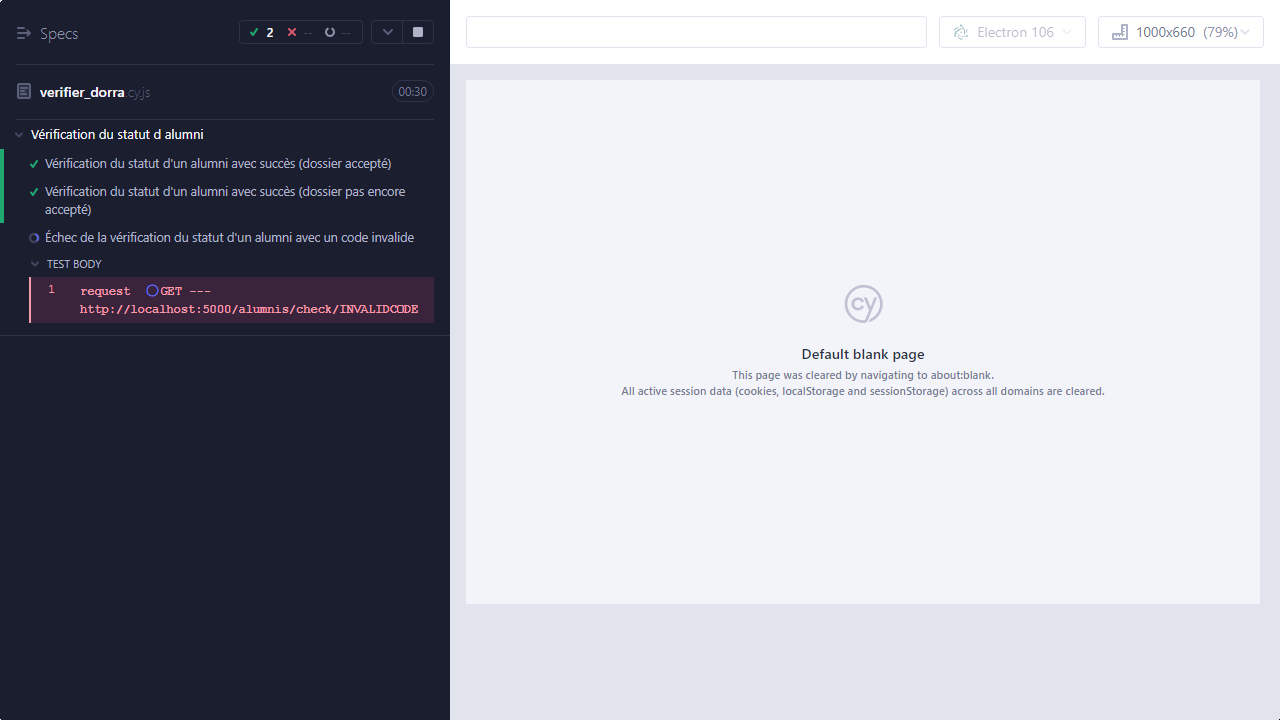 Specs
2 -- --
verifier_dorra.cy.js
00:30
Vérification du statut d alumni
Vérification du statut d'un alumni avec succès (dossier accepté)
Vérification du statut d'un alumni avec succès (dossier pas encore
accepté)
Échec de la vérification du statut d'un alumni avec un code invalide
TEST BODY
1 request GET ---
http://localhost:5000/alumnis/check/INVALIDCODE
Electron 106
1000x660 (79%)
cy
Default blank page
This page was cleared by navigating to about:blank.
All active session data (cookies, localStorage and sessionStorage) across all domains are cleared.